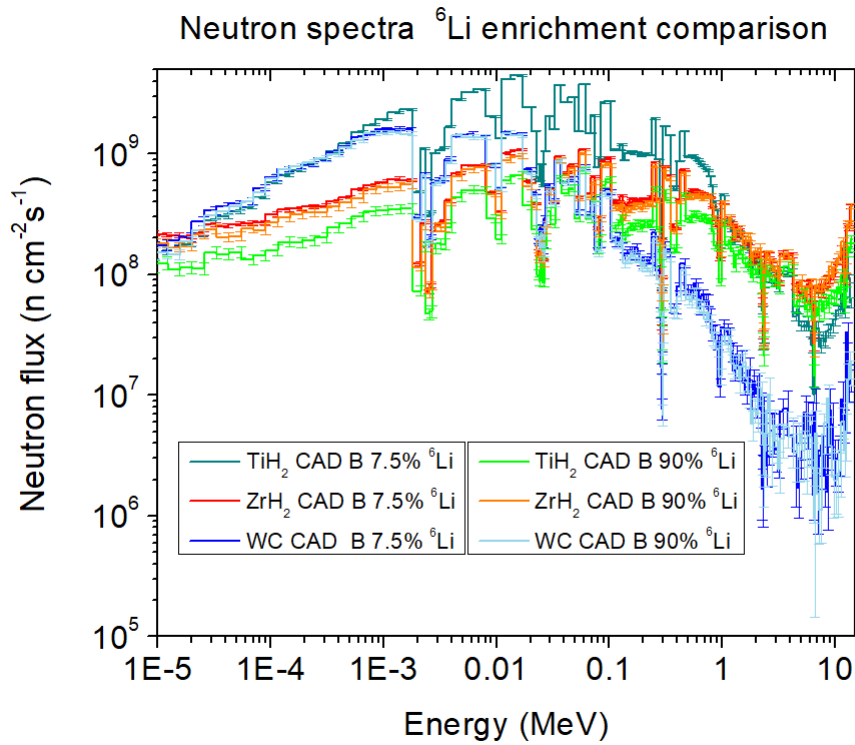 Neutron spectra ⁶Li enrichment comparison
Neutron flux (n cm⁻²s⁻¹)
10⁹
10⁸
10⁷
10⁶
10⁵
TiH₂ CAD B 7.5% ⁶Li
ZrH₂ CAD B 7.5% ⁶Li
WC CAD B 7.5% ⁶Li
TiH₂ CAD B 90% ⁶Li
ZrH₂ CAD B 90% ⁶Li
WC CAD B 90% ⁶Li
1E-5 1E-4 1E-3 0.01 0.1 1 10
Energy (MeV)